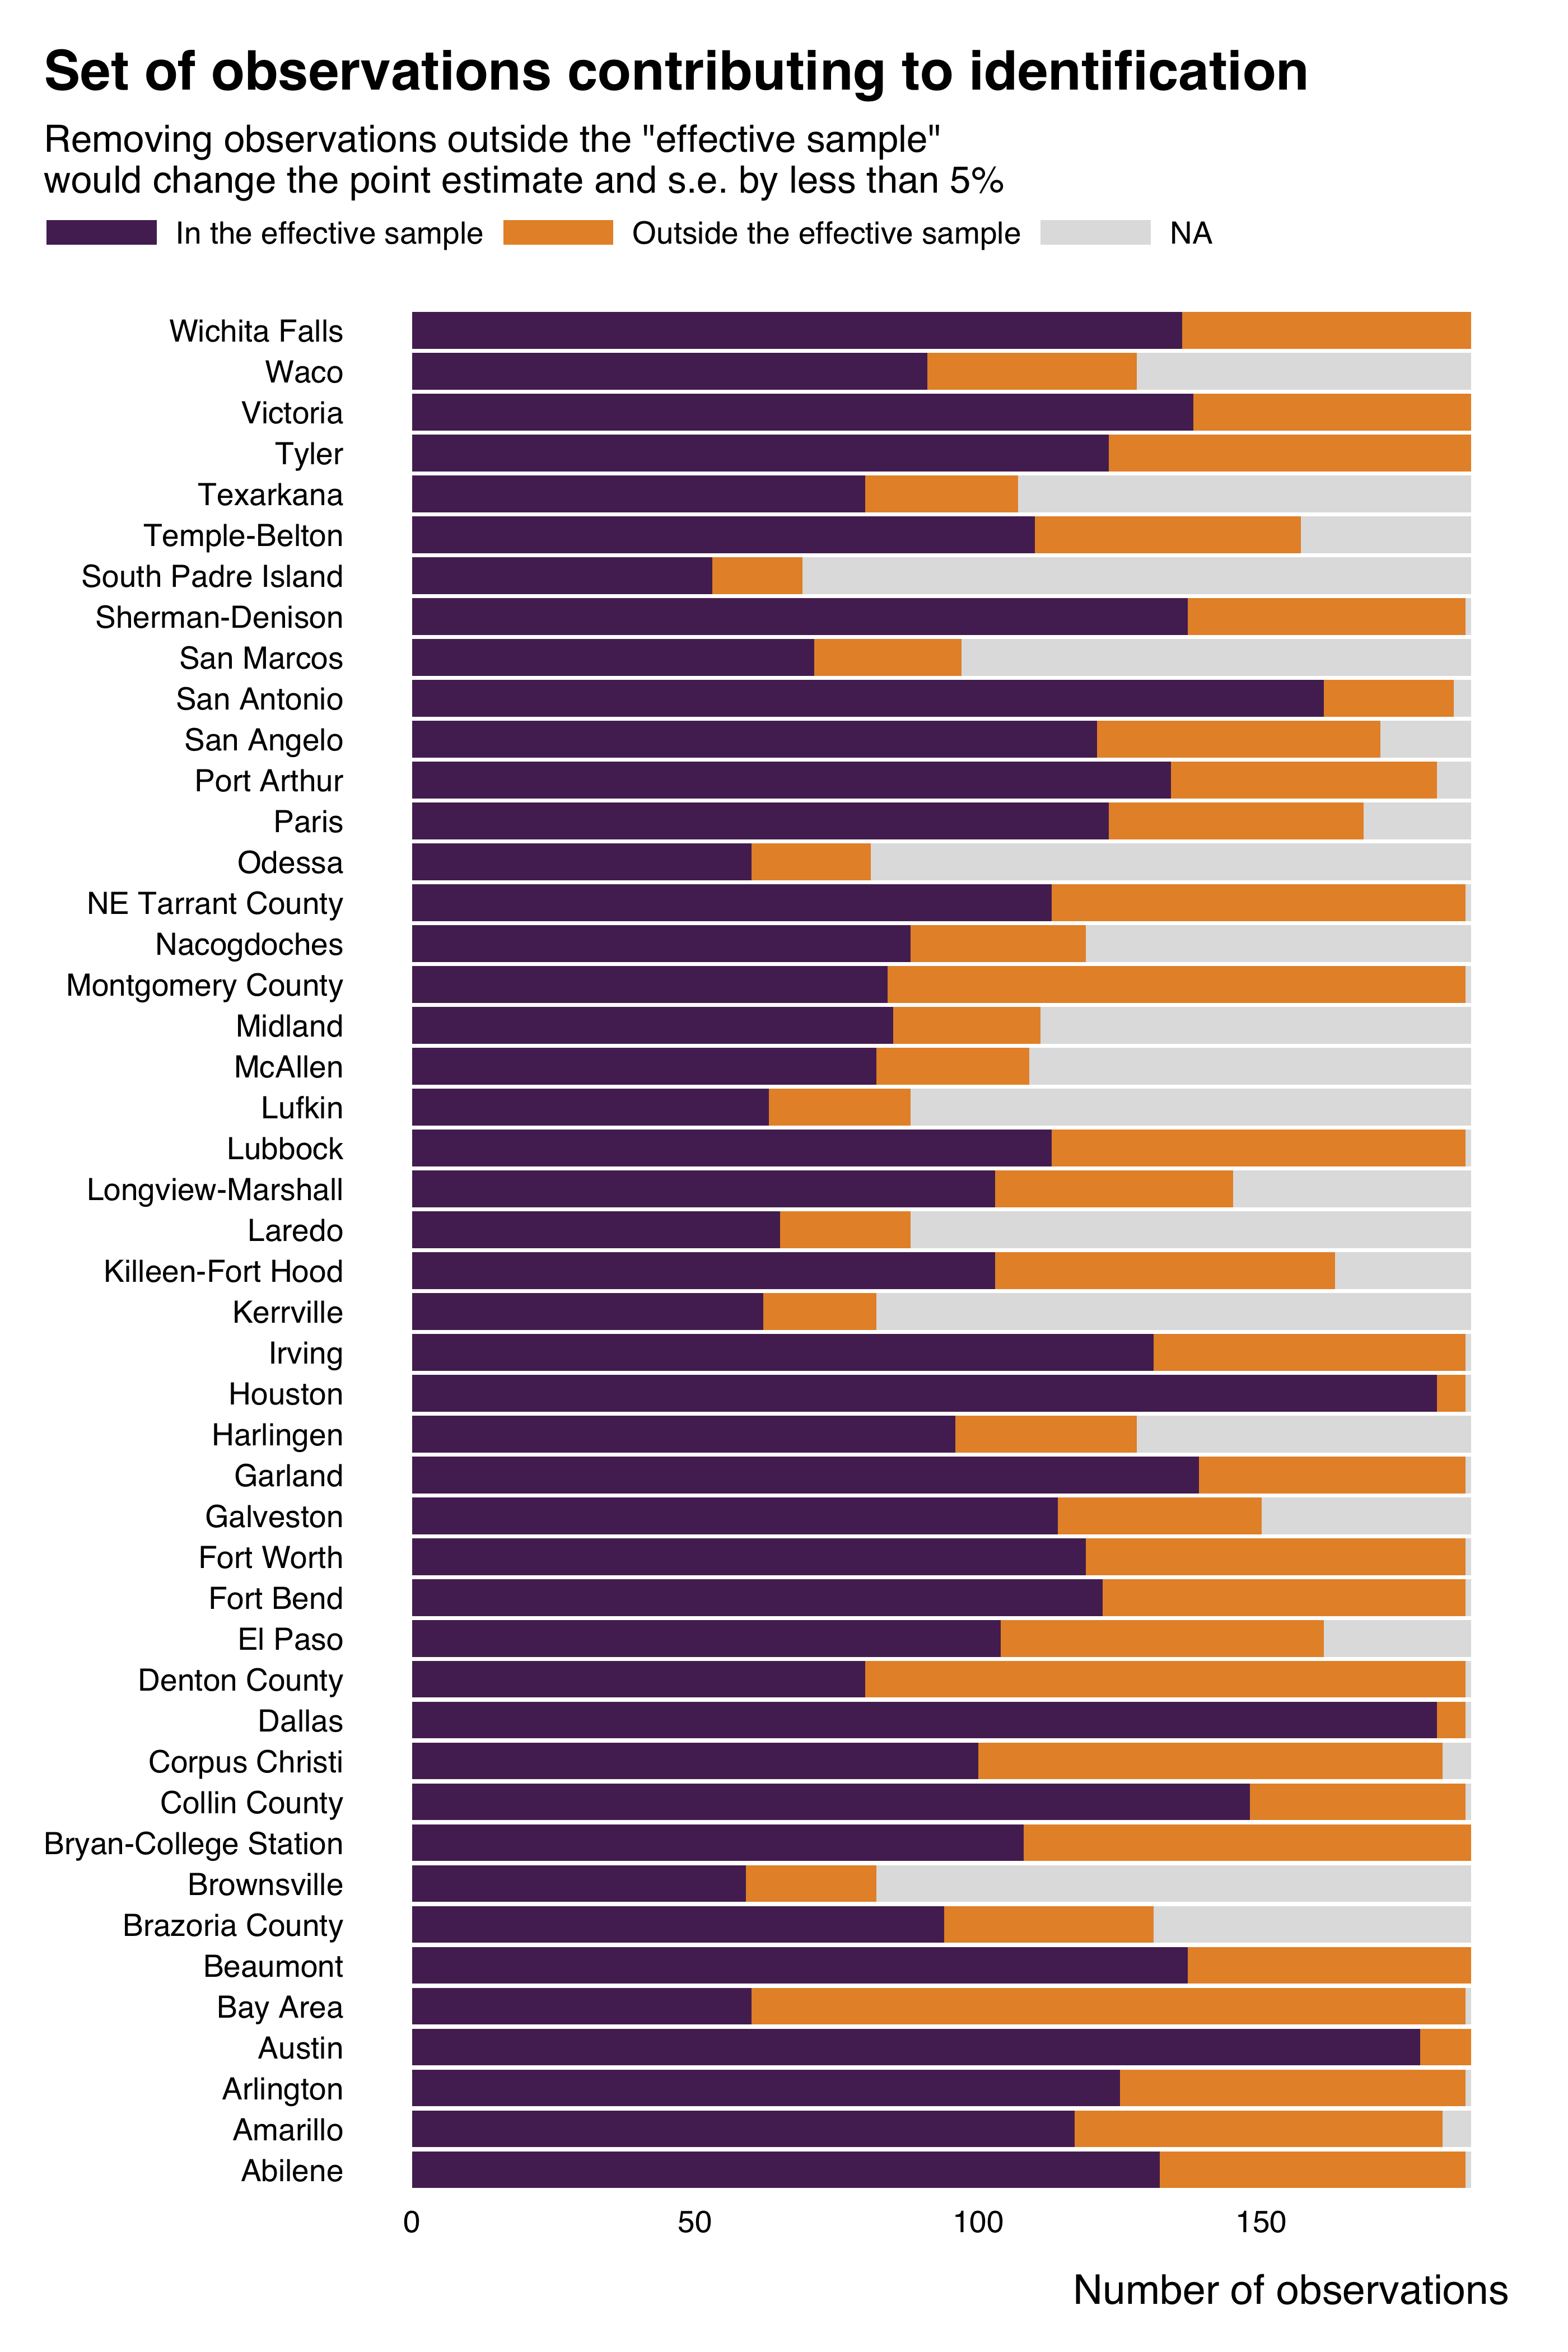 Set of observations contributing to identification
Removing observations outside the "effective sample"
would change the point estimate and s.e. by less than 5%
In the effective sample Outside the effective sample NA
Wichita Falls
Waco
Victoria
Tyler
Texarkana
Temple-Belton
South Padre Island
Sherman-Denison
San Marcos
San Antonio
San Angelo
Port Arthur
Paris
Odessa
NE Tarrant County
Nacogdoches
Montgomery County
Midland
McAllen
Lufkin
Lubbock
Longview-Marshall
Laredo
Killeen-Fort Hood
Kerrville
Irving
Houston
Harlingen
Garland
Galveston
Fort Worth
Fort Bend
El Paso
Denton County
Dallas
Corpus Christi
Collin County
Bryan-College Station
Brownsville
Brazoria County
Beaumont
Bay Area
Austin
Arlington
Amarillo
Abilene
0 50 100 150
Number of observations